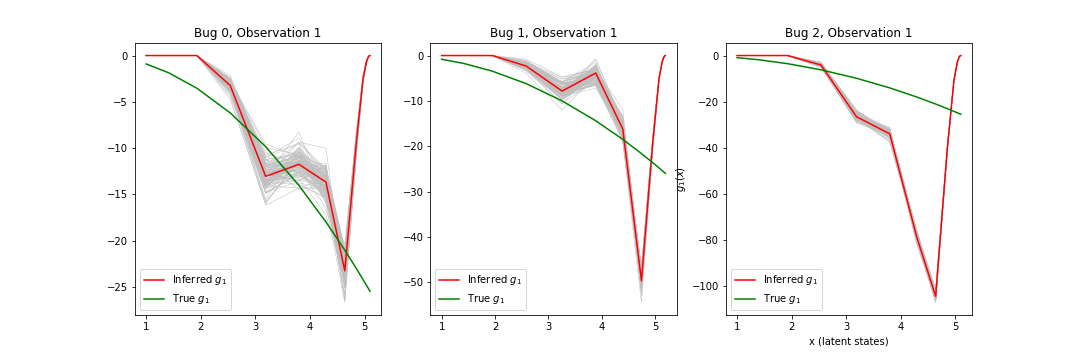 Bug 0, Observation 1
0
−5
−10
−15
−20
−25
1 2 3 4 5
Inferred g₁
True g₁
Bug 1, Observation 1
0
−10
−20
−30
−40
−50
1 2 3 4 5
Inferred g₁
True g₁
Bug 2, Observation 1
g₁(x)
0
−20
−40
−60
−80
−100
1 2 3 4 5
x (latent states)
Inferred g₁
True g₁